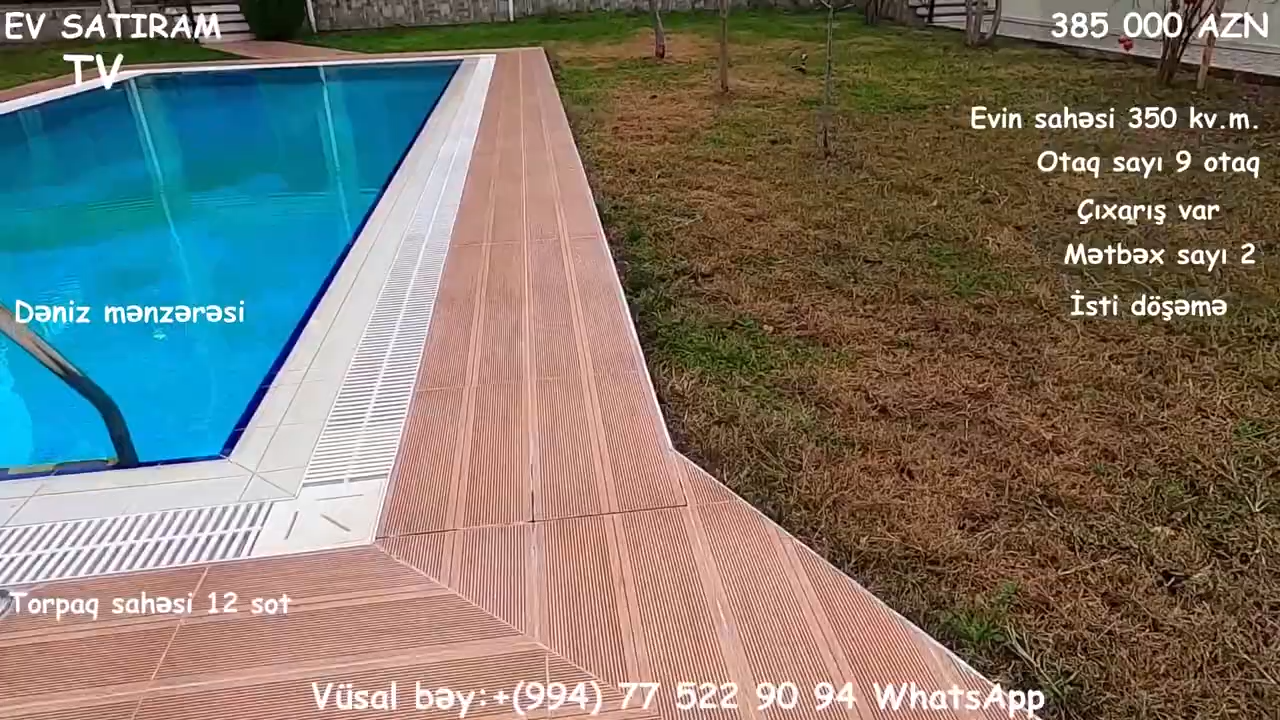 EV SATIRAM
TV
385 000 AZN
Evin sahəsi 350 kv.m.
Otaq sayı 9 otaq
Çıxarış var
Mətbəx sayı 2
İsti döşəmə
Dəniz mənzərəsi
Torpaq sahəsi 12 sot
Vüsal bəy:+(994) 77 522 90 94 WhatsApp